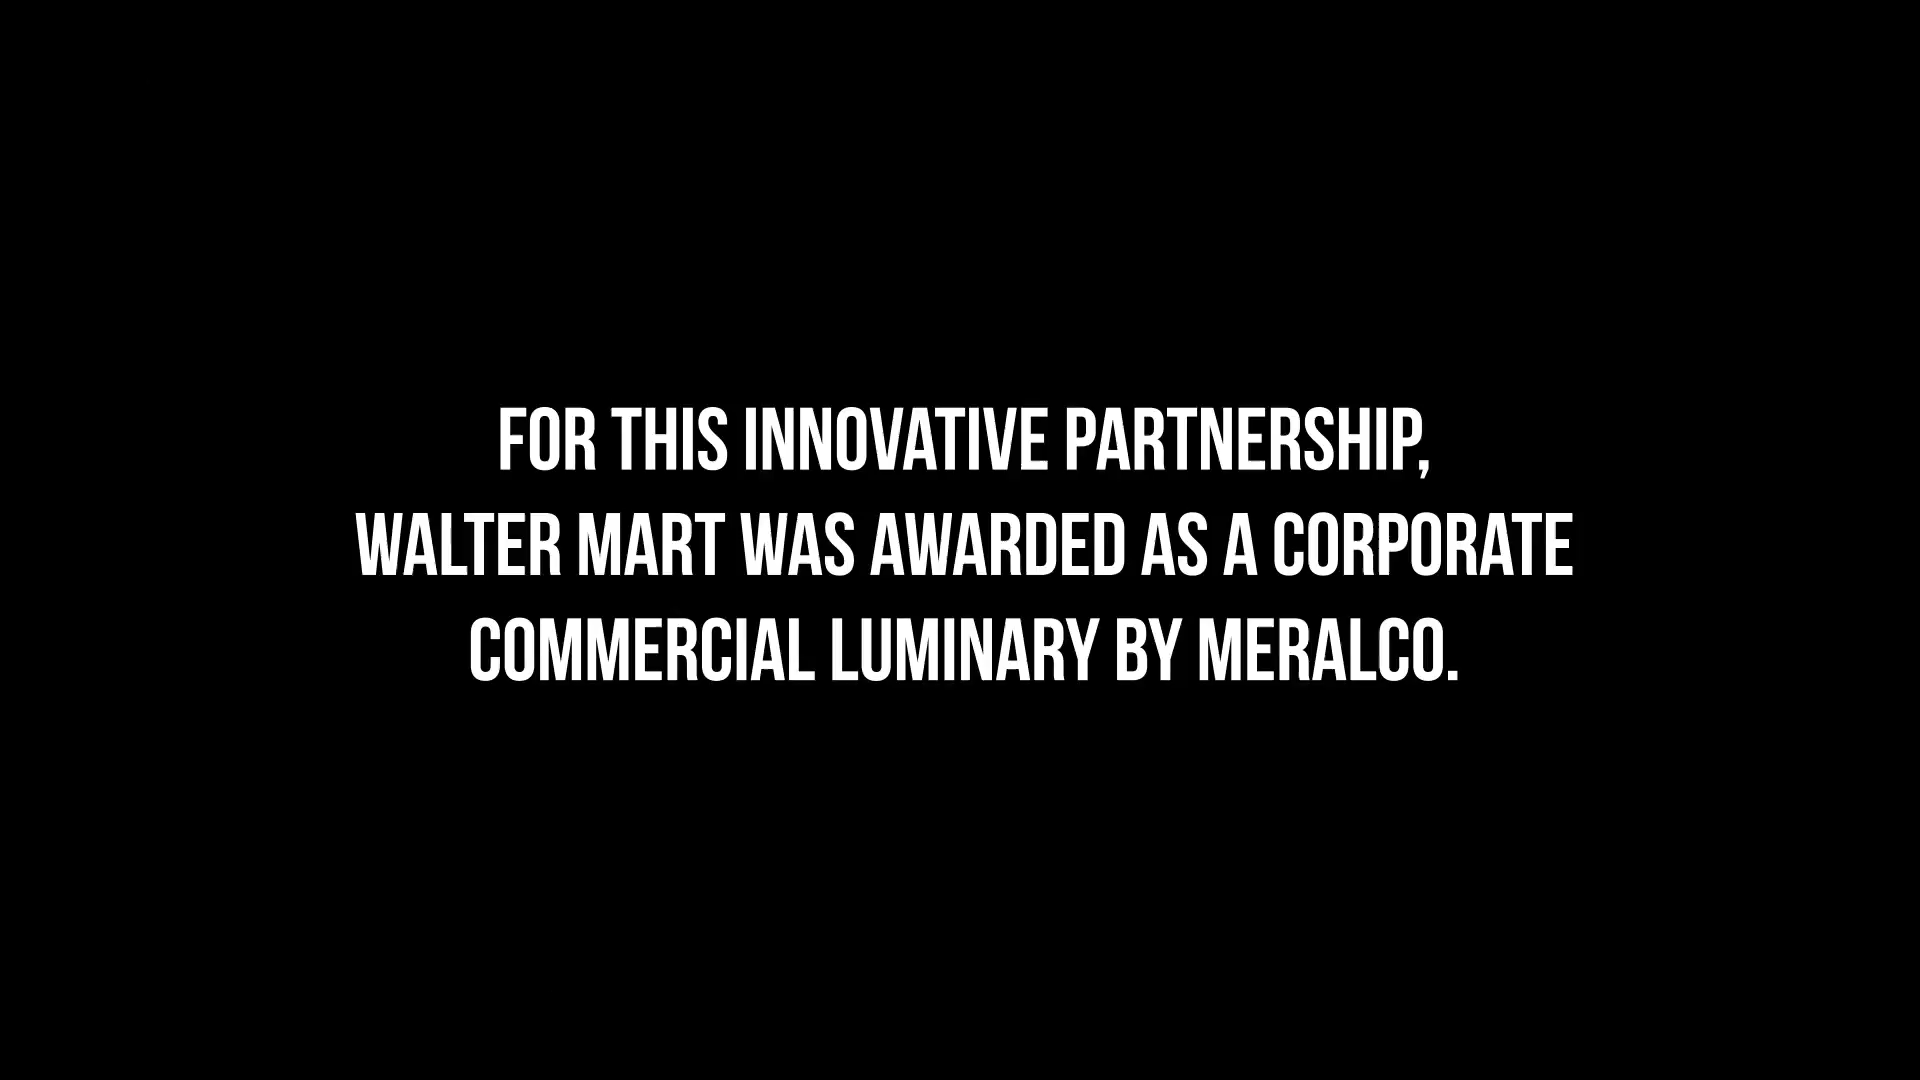 FOR THIS INNOVATIVE PARTNERSHIP,
WALTER MART WAS AWARDED AS A CORPORATE
COMMERCIAL LUMINARY BY MERALCO.